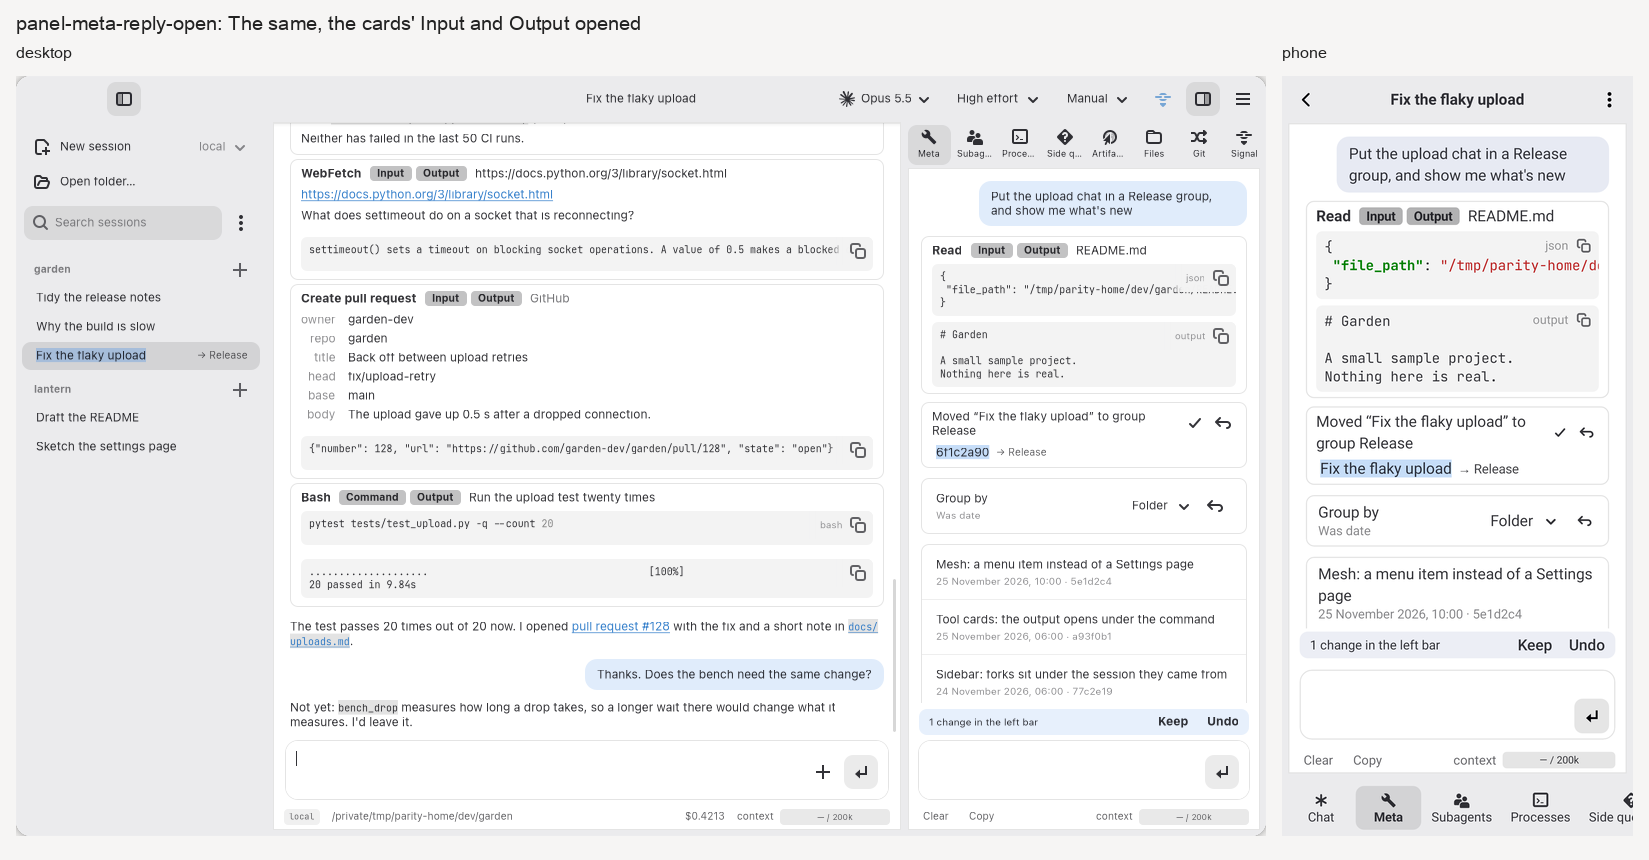 panel-meta-reply-open: The same, the cards' Input and Output opened
desktop
Fix the flaky upload
Opus 5.5
High effort
Manual
New session
local
Open folder...
Search sessions
garden
Tidy the release notes
Why the build is slow
Fix the flaky upload → Release
lantern
Draft the README
Sketch the settings page
Neither has failed in the last 50 CI runs.
WebFetch Input Output https://docs.python.org/3/library/socket.html
https://docs.python.org/3/library/socket.html
What does settimeout do on a socket that is reconnecting?
settimeout() sets a timeout on blocking socket operations. A value of 0.5 makes a blocked
Create pull request Input Output GitHub
owner garden-dev
repo garden
title Back off between upload retries
head fix/upload-retry
base main
body The upload gave up 0.5 s after a dropped connection.
{"number": 128, "url": "https://github.com/garden-dev/garden/pull/128", "state": "open"}
Bash Command Output Run the upload test twenty times
pytest tests/test_upload.py -q --count 20
bash
.................... [100%]
20 passed in 9.84s
The test passes 20 times out of 20 now. I opened pull request #128 with the fix and a short note in docs/
uploads.md.
Thanks. Does the bench need the same change?
Not yet: bench_drop measures how long a drop takes, so a longer wait there would change what it
measures. I'd leave it.
local /private/tmp/parity-home/dev/garden $0.4213 context — / 200k
Meta Subag... Proce... Side q... Artifa... Files Git Signal
Put the upload chat in a Release group,
and show me what's new
Read Input Output README.md
{
json
"file_path": "/tmp/parity-home/dev/garden/
}
# Garden
output
A small sample project.
Nothing here is real.
Moved “Fix the flaky upload” to group
Release
6f1c2a90 → Release
Group by
Was date
Folder
Mesh: a menu item instead of a Settings page
25 November 2026, 10:00 · 5e1d2c4
Tool cards: the output opens under the command
25 November 2026, 06:00 · a93f0b1
Sidebar: forks sit under the session they came from
24 November 2026, 06:00 · 77c2e19
1 change in the left bar Keep Undo
Clear Copy context — / 200k
phone
Fix the flaky upload
Put the upload chat in a Release
group, and show me what's new
Read Input Output README.md
{
json
"file_path": "/tmp/parity-home/d
}
# Garden
output
A small sample project.
Nothing here is real.
Moved “Fix the flaky upload” to
group Release
Fix the flaky upload → Release
Group by
Was date
Folder
Mesh: a menu item instead of a Settings
page
25 November 2026, 10:00 · 5e1d2c4
1 change in the left bar Keep Undo
Clear Copy context — / 200k
Chat Meta Subagents Processes Side qu